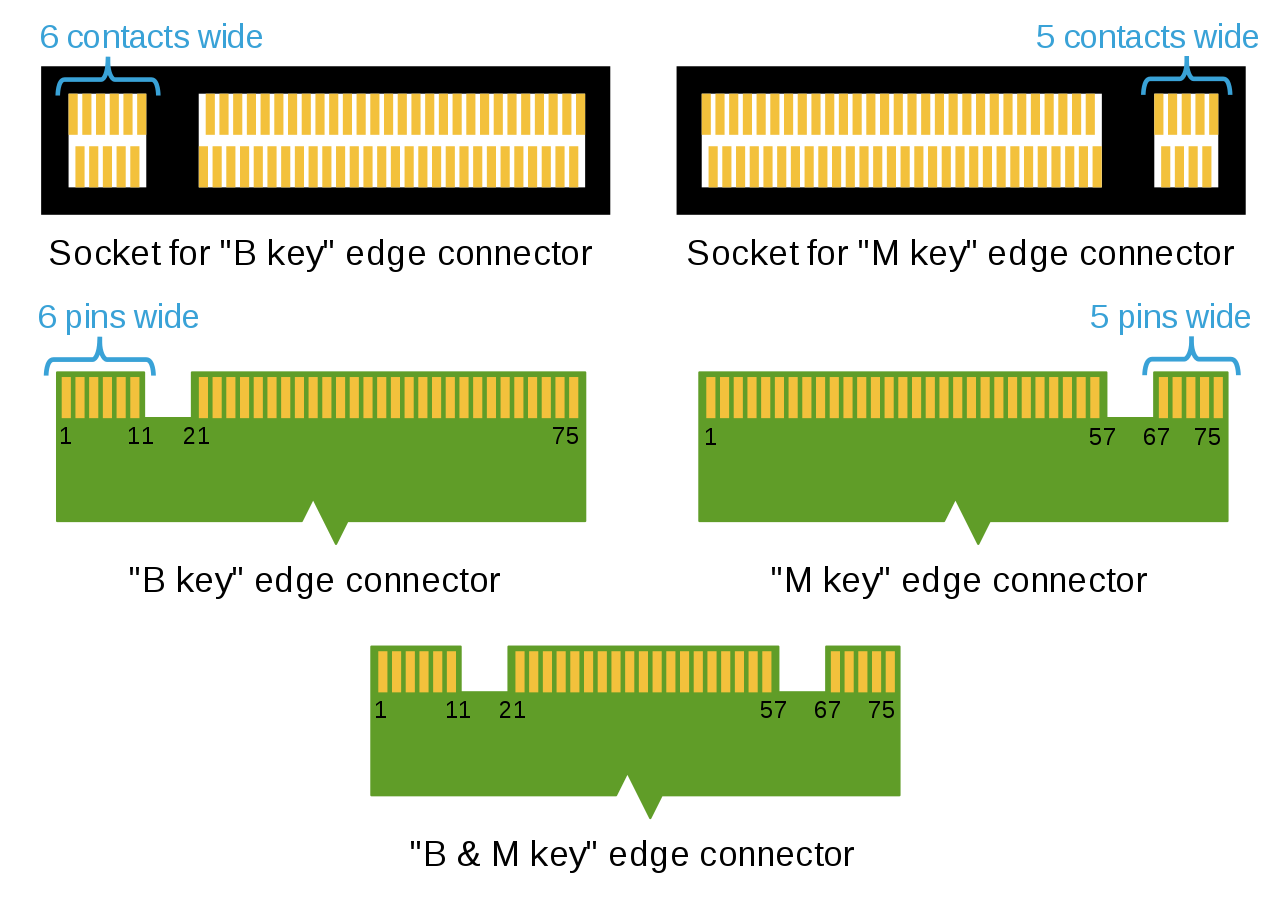 6 contacts wide
5 contacts wide
Socket for "B key" edge connector
Socket for "M key" edge connector
6 pins wide
5 pins wide
1 11 21 75
1 57 67 75
"B key" edge connector
"M key" edge connector
1 11 21 57 67 75
"B & M key" edge connector